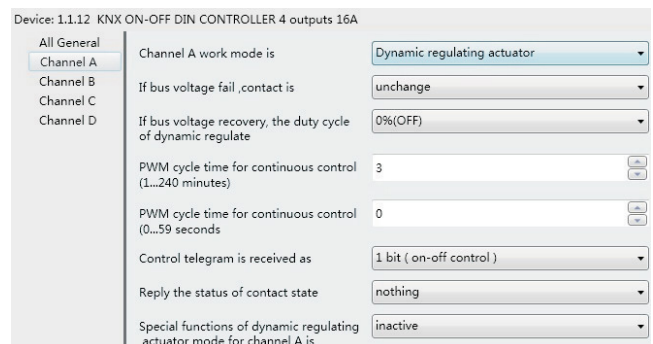 Device: 1.1.12 KNX ON-OFF DIN CONTROLLER 4 outputs 16A
All General
Channel A
Channel B
Channel C
Channel D
Channel A work mode is
Dynamic regulating actuator
If bus voltage fail ,contact is
unchange
If bus voltage recovery, the duty cycle
of dynamic regulate
0%(OFF)
PWM cycle time for continuous control
(1...240 minutes)
3
PWM cycle time for continuous control
(0...59 seconds
0
Control telegram is received as
1 bit ( on-off control )
Reply the status of contact state
nothing
Special functions of dynamic regulating
actuator mode for channel A is
inactive